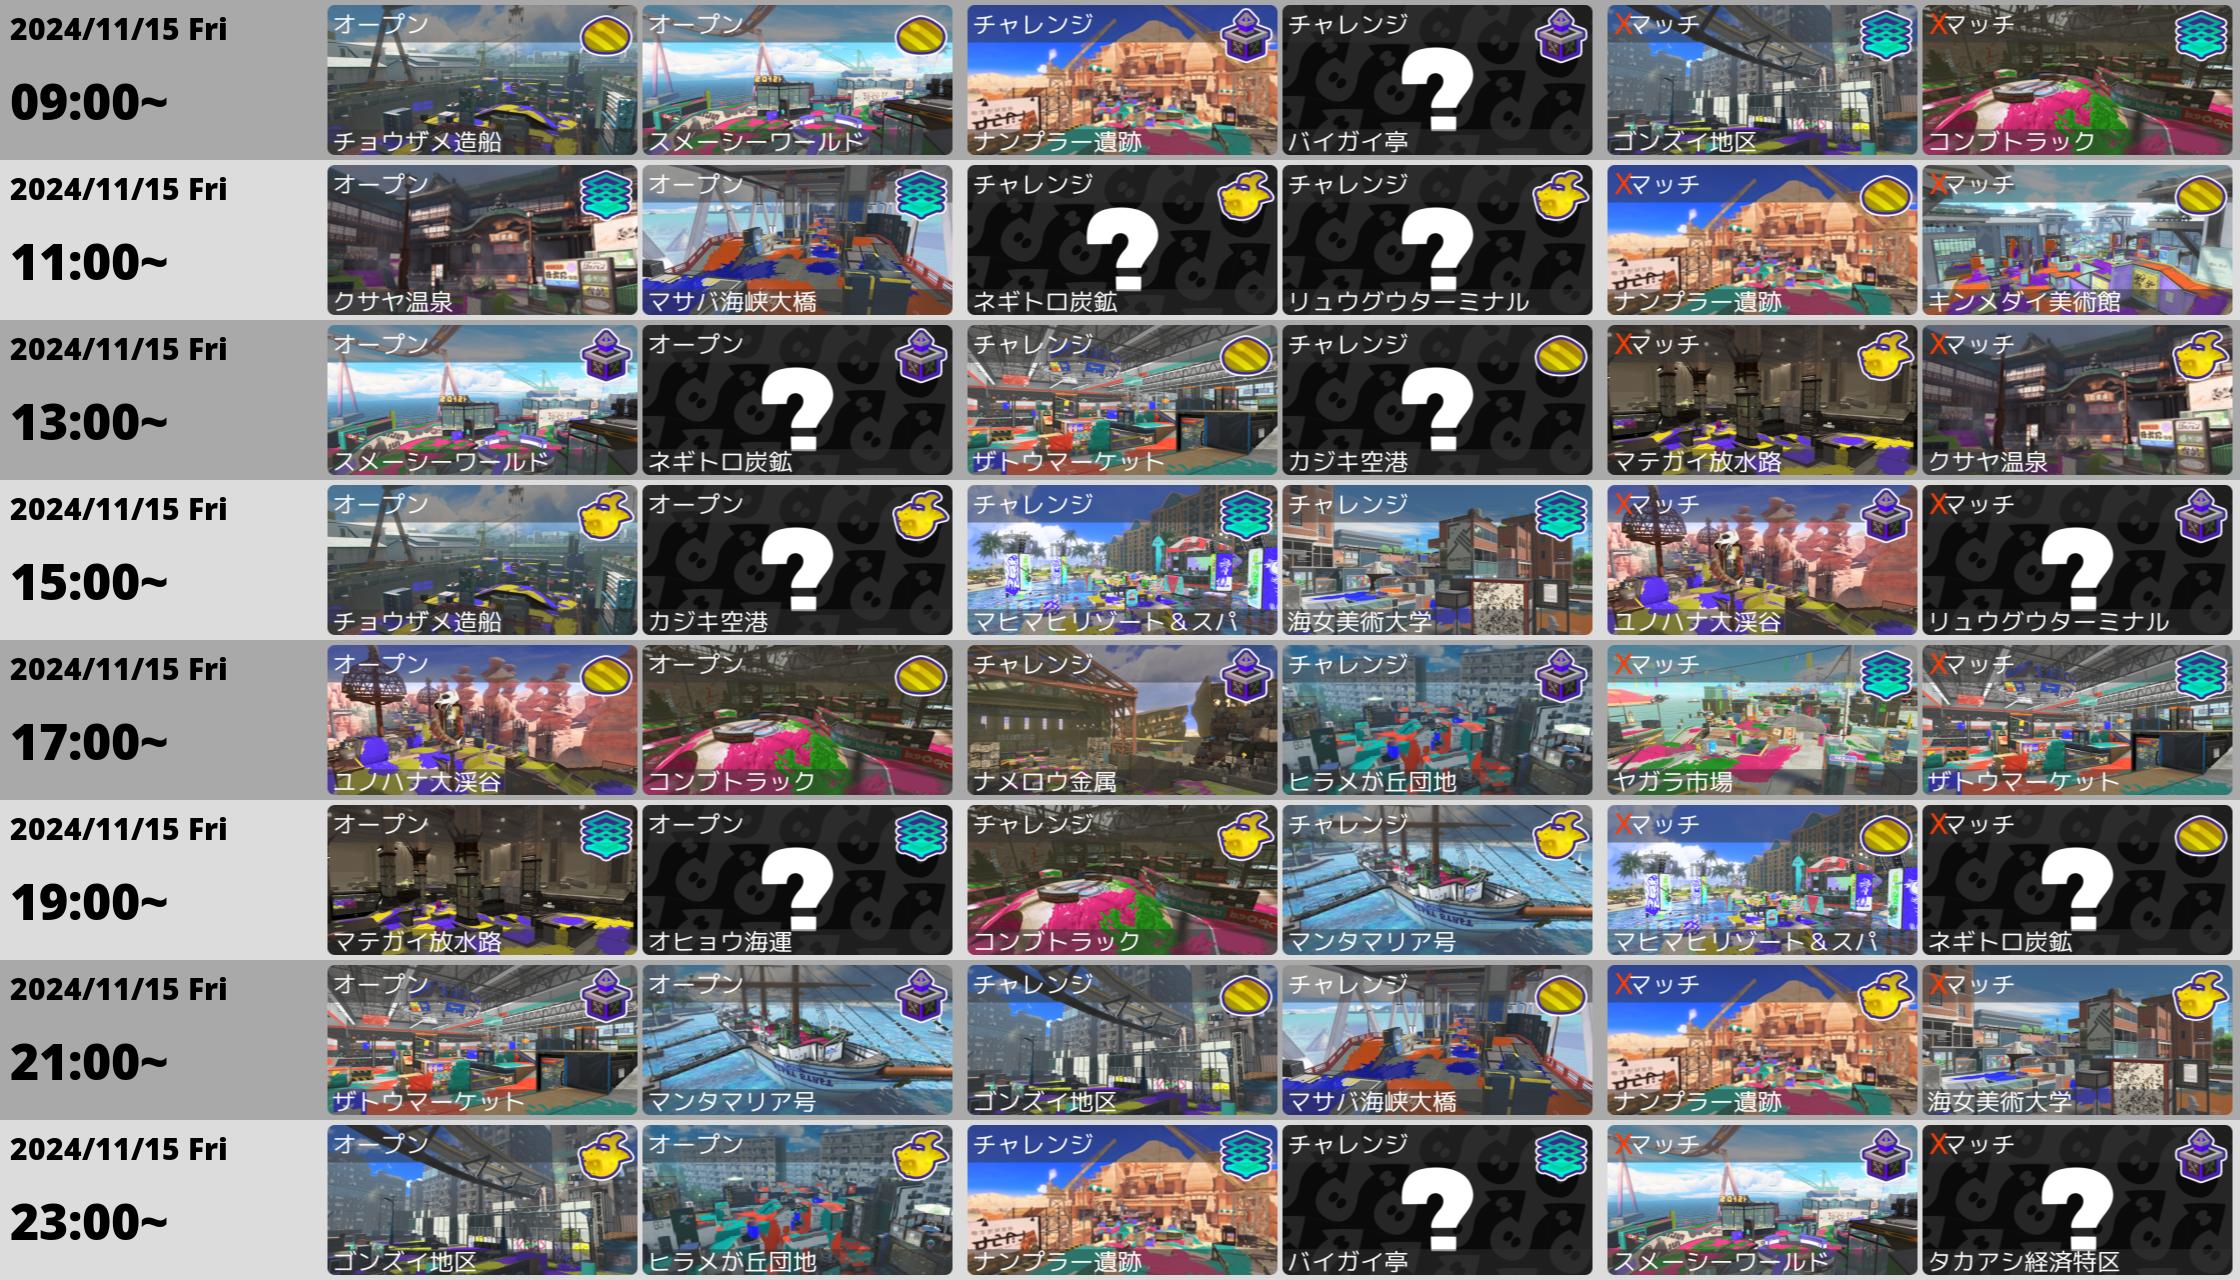 2024/11/15 Fri
09:00~
オープン
チョウザメ造船
オープン
スメーシーワールド
チャレンジ
ナンプラー遺跡
チャレンジ
バイガイ亭
Xマッチ
ゴンズイ地区
Xマッチ
コンブトラック
2024/11/15 Fri
11:00~
オープン
クサヤ温泉
オープン
マサバ海峡大橋
チャレンジ
ネギトロ炭鉱
チャレンジ
リュウグウターミナル
Xマッチ
ナンプラー遺跡
Xマッチ
キンメダイ美術館
2024/11/15 Fri
13:00~
オープン
スメーシーワールド
オープン
ネギトロ炭鉱
チャレンジ
ザトウマーケット
チャレンジ
カジキ空港
Xマッチ
マテガイ放水路
Xマッチ
クサヤ温泉
2024/11/15 Fri
15:00~
オープン
チョウザメ造船
オープン
カジキ空港
チャレンジ
マヒマヒリゾート＆スパ
チャレンジ
海女美術大学
Xマッチ
ユノハナ大渓谷
Xマッチ
リュウグウターミナル
2024/11/15 Fri
17:00~
オープン
ユノハナ大渓谷
オープン
コンブトラック
チャレンジ
ナメロウ金属
チャレンジ
ヒラメが丘団地
Xマッチ
ヤガラ市場
Xマッチ
ザトウマーケット
2024/11/15 Fri
19:00~
オープン
マテガイ放水路
オープン
オヒョウ海運
チャレンジ
コンブトラック
チャレンジ
マンタマリア号
Xマッチ
マヒマヒリゾート＆スパ
Xマッチ
ネギトロ炭鉱
2024/11/15 Fri
21:00~
オープン
ザトウマーケット
オープン
マンタマリア号
チャレンジ
ゴンズイ地区
チャレンジ
マサバ海峡大橋
Xマッチ
ナンプラー遺跡
Xマッチ
海女美術大学
2024/11/15 Fri
23:00~
オープン
ゴンズイ地区
オープン
ヒラメが丘団地
チャレンジ
ナンプラー遺跡
チャレンジ
バイガイ亭
Xマッチ
スメーシーワールド
Xマッチ
タカアシ経済特区